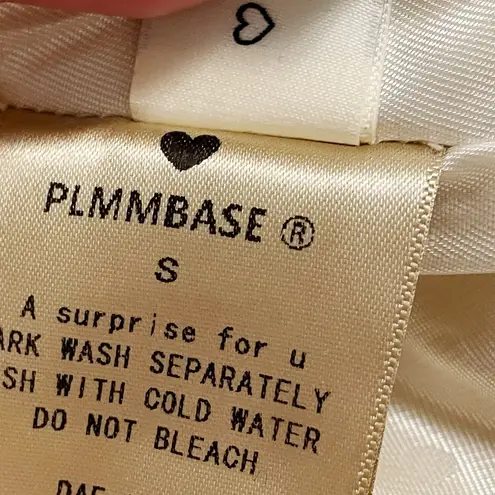 PLMMBASE ®
S
A surprise for u
ARK WASH SEPARATELY
SH WITH COLD WATER
DO NOT BLEACH